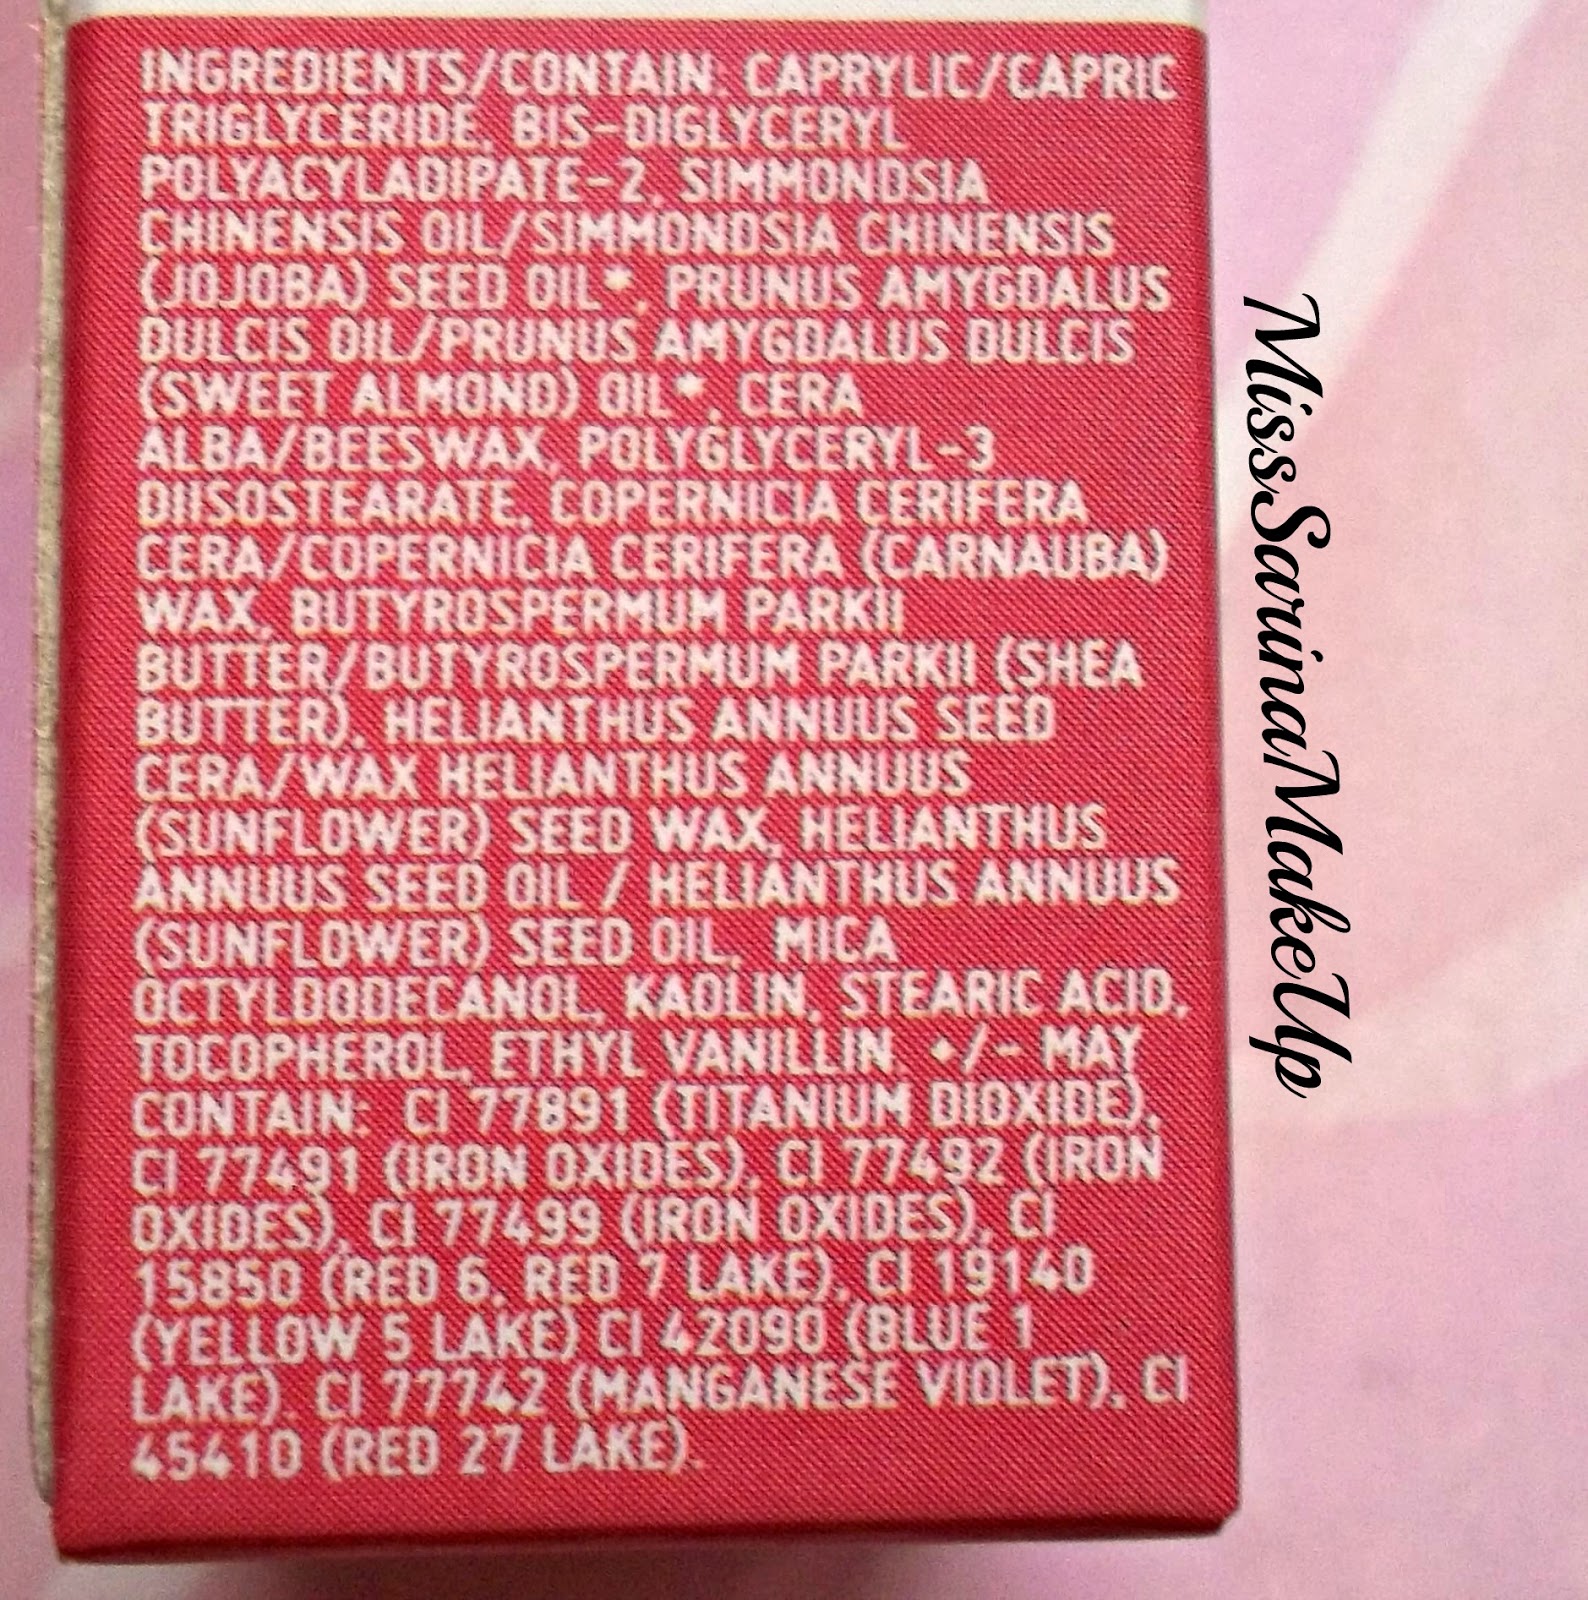 INGREDIENTS/CONTAIN: CAPRYLIC/CAPRIC
TRIGLYCERIDE, BIS-DIGLYCERYL
POLYACYLADIPATE-2, SIMMONDSIA
CHINENSIS OIL/SIMMONDSIA CHINENSIS
(JOJOBA) SEED OIL*, PRUNUS AMYGDALUS
DULCIS OIL/PRUNUS AMYGDALUS DULCIS
(SWEET ALMOND) OIL*, CERA
ALBA/BEESWAX, POLYGLYCERYL-3
DIISOSTEARATE, COPERNICIA CERIFERA
CERA/COPERNICIA CERIFERA (CARNAUBA)
WAX, BUTYROSPERMUM PARKII
BUTTER/BUTYROSPERMUM PARKII (SHEA
BUTTER), HELIANTHUS ANNUUS SEED
CERA/WAX HELIANTHUS ANNUUS
(SUNFLOWER) SEED WAX, HELIANTHUS
ANNUUS SEED OIL / HELIANTHUS ANNUUS
(SUNFLOWER) SEED OIL, MICA
OCTYLDODECANOL, KAOLIN, STEARIC ACID,
TOCOPHEROL, ETHYL VANILLIN. +/- MAY
CONTAIN: CI 77891 (TITANIUM DIOXIDE),
CI 77491 (IRON OXIDES), CI 77492 (IRON
OXIDES), CI 77499 (IRON OXIDES), CI
15850 (RED 6, RED 7 LAKE), CI 19140
(YELLOW 5 LAKE) CI 42090 (BLUE 1
LAKE), CI 77742 (MANGANESE VIOLET), CI
45410 (RED 27 LAKE).
MissSarinaMakeUp